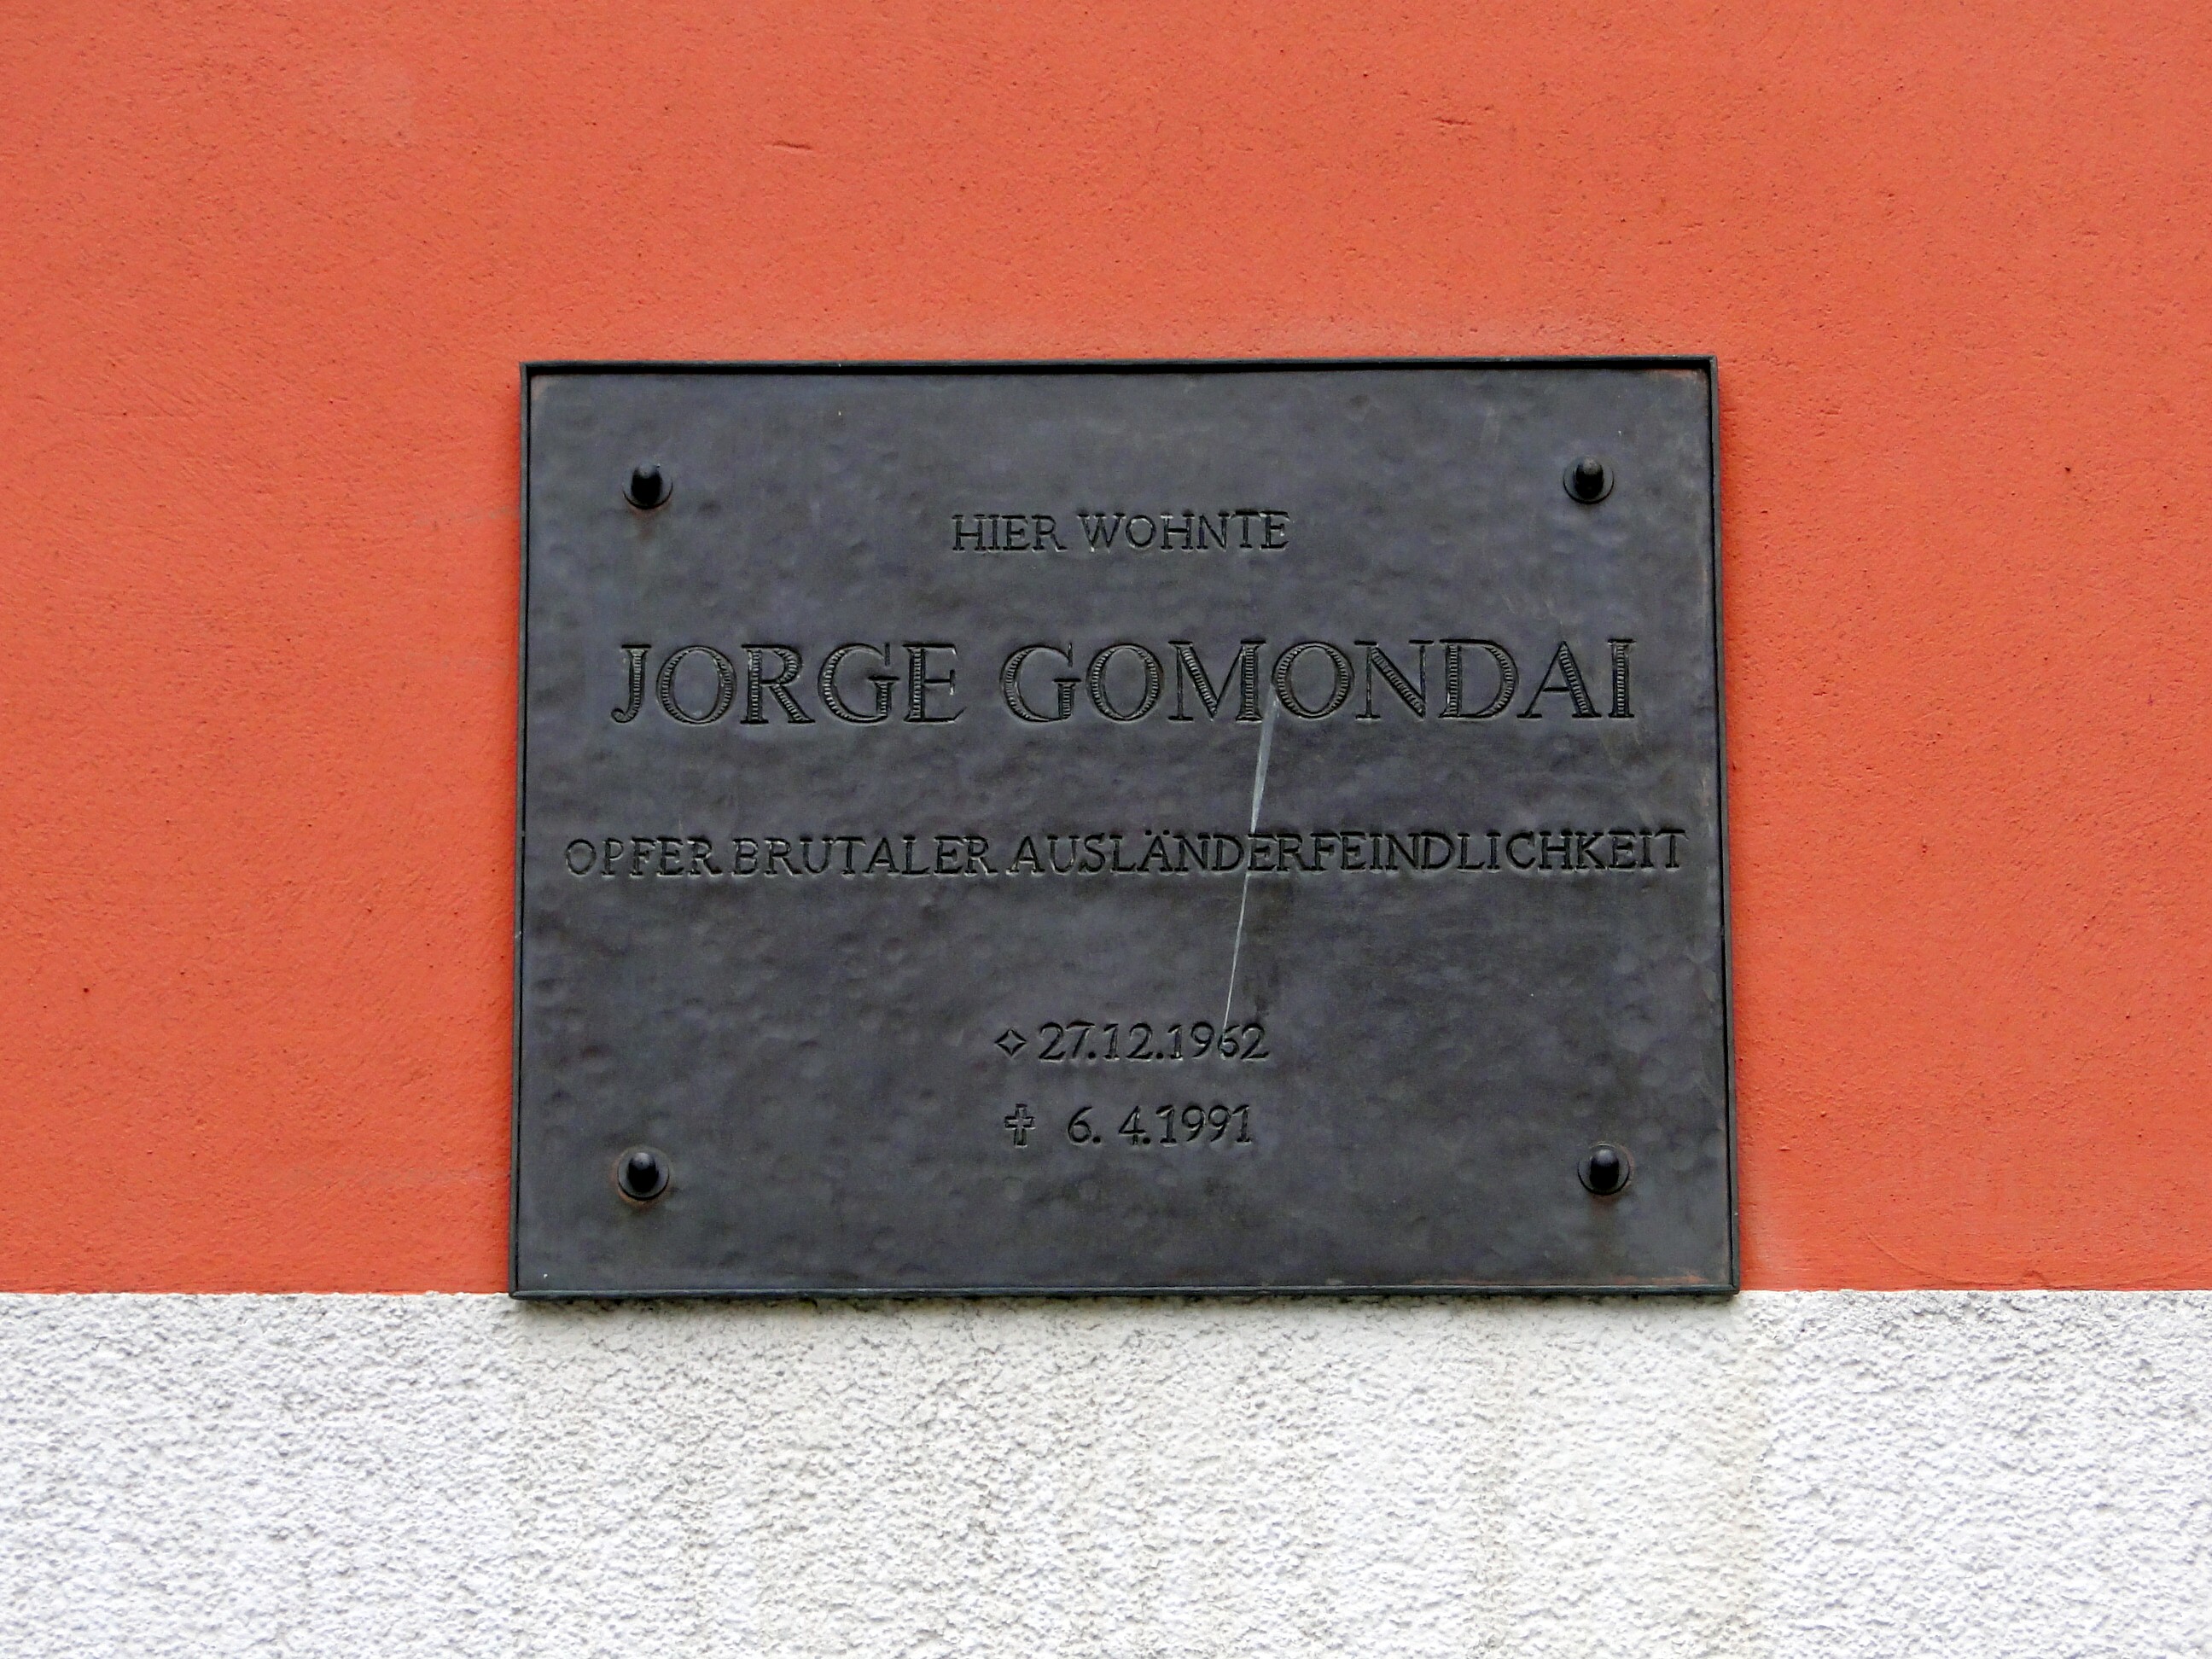 HIER WOHNTE
JORGE GOMONDAI
OPFER BRUTALER AUSLÄNDERFEINDLICHKEIT
✧ 27.12.1962
✝ 6. 4.1991